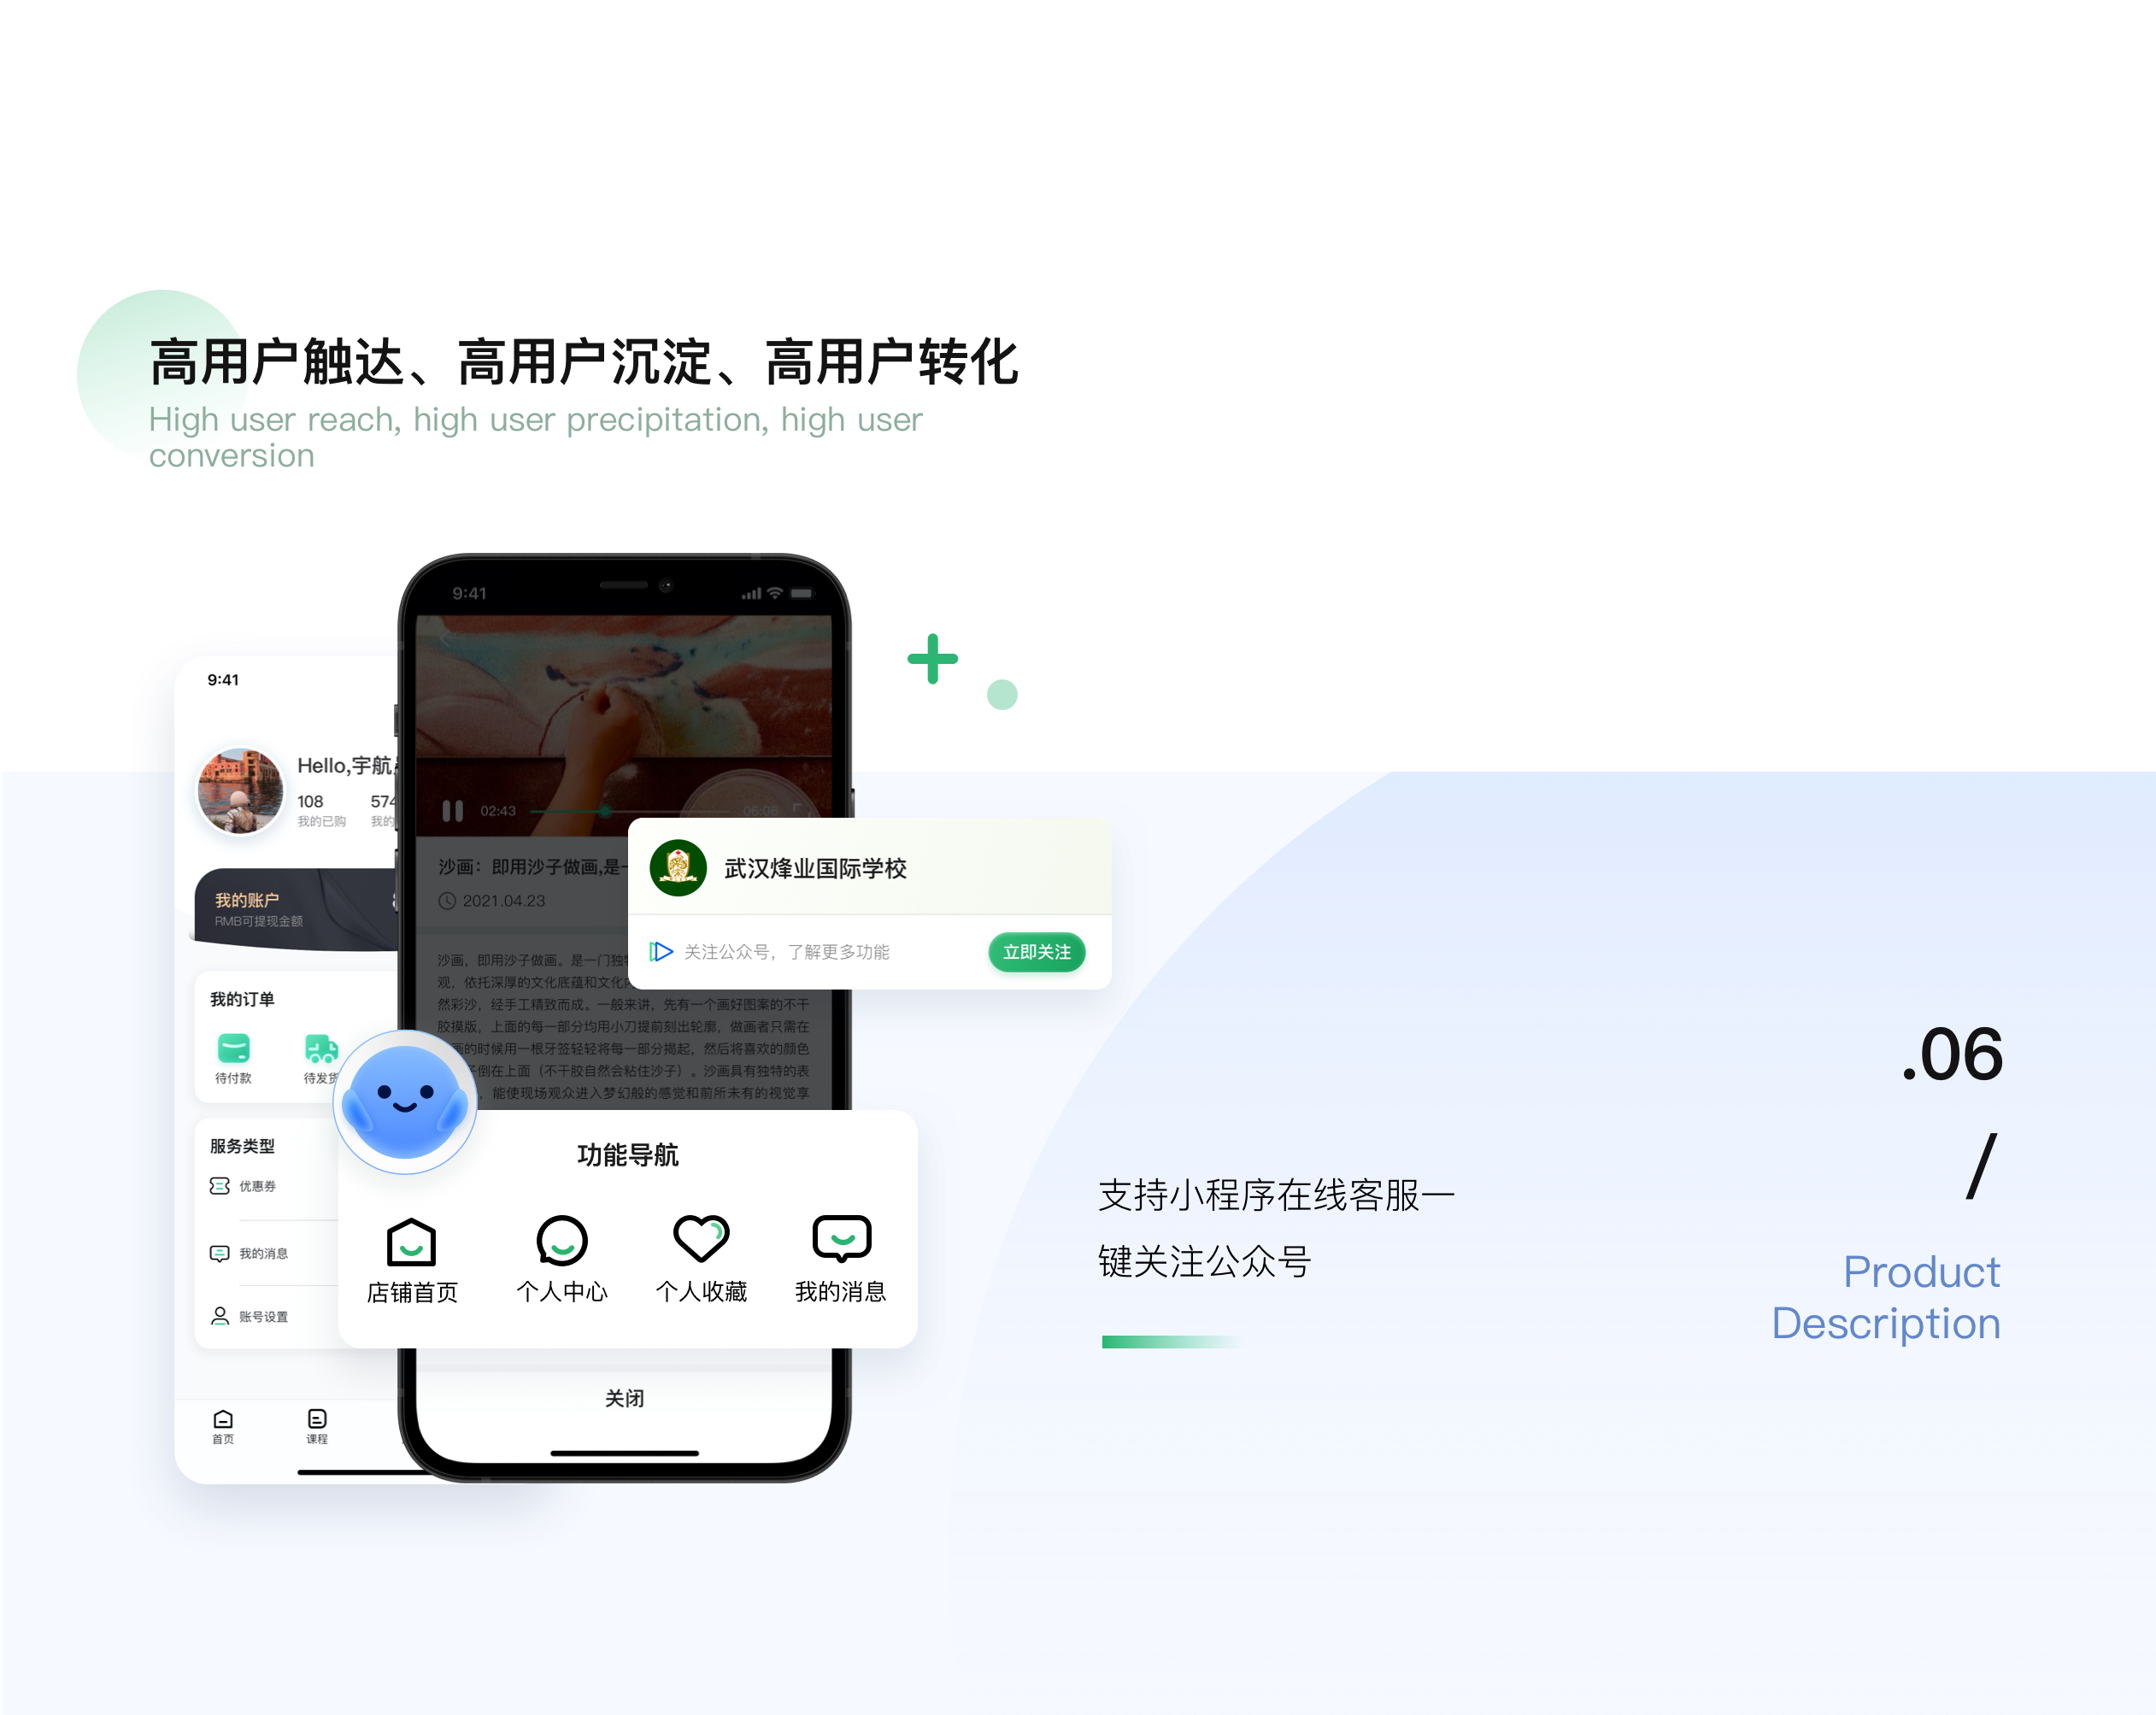 高用户触达、高用户沉淀、高用户转化
High user reach, high user precipitation, high user
conversion
9:41
Hello,宇航
108
574
我的已购
我的
我的账户
RMB可提现金额
我的订单
待付款
待发货
服务类型
优惠券
我的消息
账号设置
首页
课程
9:41
02:43
06:06
沙画：即用沙子做画,是一
2021.04.23
沙画，即用沙子做画。是一门独特
观，依托深厚的文化底蕴和文化内
然彩沙，经手工精致而成。一般来讲，先有一个画好图案的不干
胶摸版，上面的每一部分均用小刀提前刻出轮廓，做画者只需在
画的时候用一根牙签轻轻将每一部分揭起，然后将喜欢的颜色
子倒在上面（不干胶自然会粘住沙子）。沙画具有独特的表
，能使现场观众进入梦幻般的感觉和前所未有的视觉享
武汉烽业国际学校
关注公众号，了解更多功能
立即关注
功能导航
店铺首页
个人中心
个人收藏
我的消息
关闭
支持小程序在线客服一
键关注公众号
.06
/
Product
Description